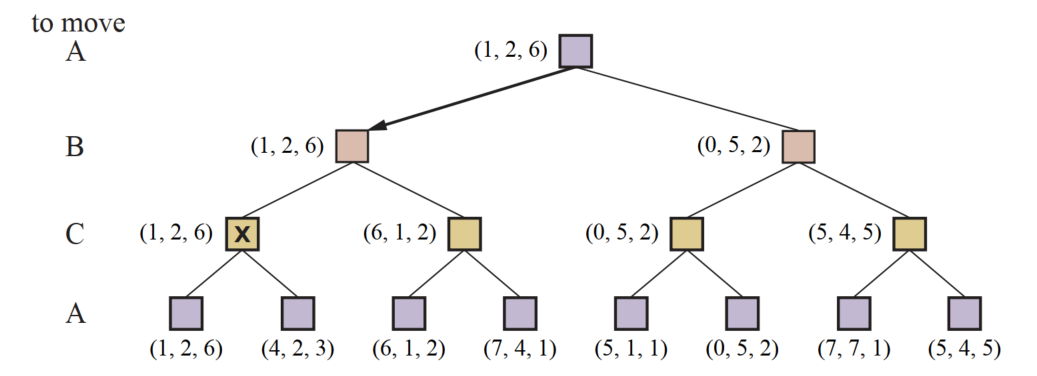 to move
A (1, 2, 6)
B (1, 2, 6) (0, 5, 2)
C (1, 2, 6) X (6, 1, 2) (0, 5, 2) (5, 4, 5)
A
(1, 2, 6) (4, 2, 3) (6, 1, 2) (7, 4, 1) (5, 1, 1) (0, 5, 2) (7, 7, 1) (5, 4, 5)